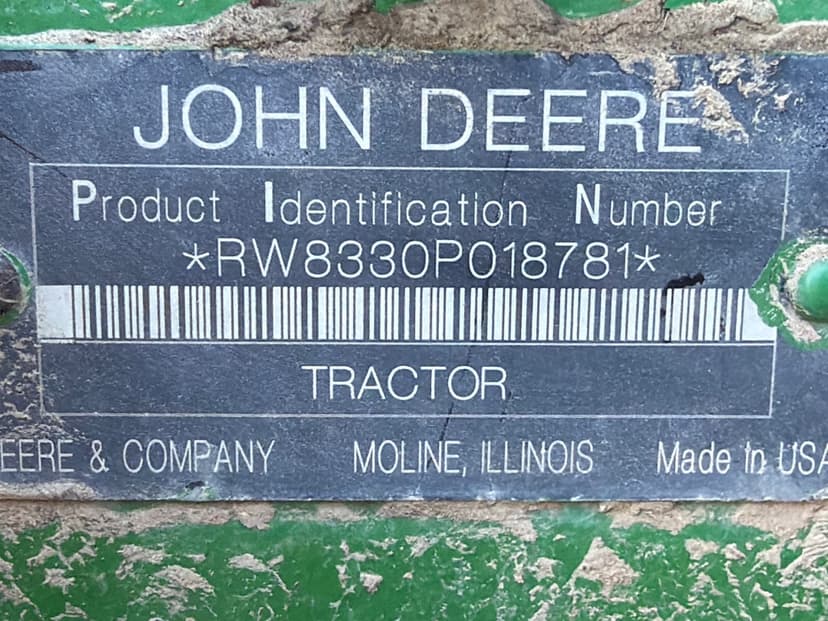 JOHN DEERE
Product Identification Number
*RW8330P018781*
TRACTOR
EERE & COMPANY MOLINE, ILLINOIS Made in USA